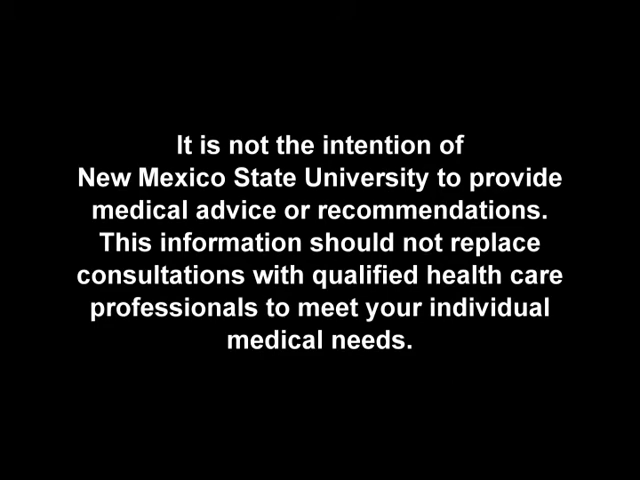 It is not the intention of
New Mexico State University to provide
medical advice or recommendations.
This information should not replace
consultations with qualified health care
professionals to meet your individual
medical needs.